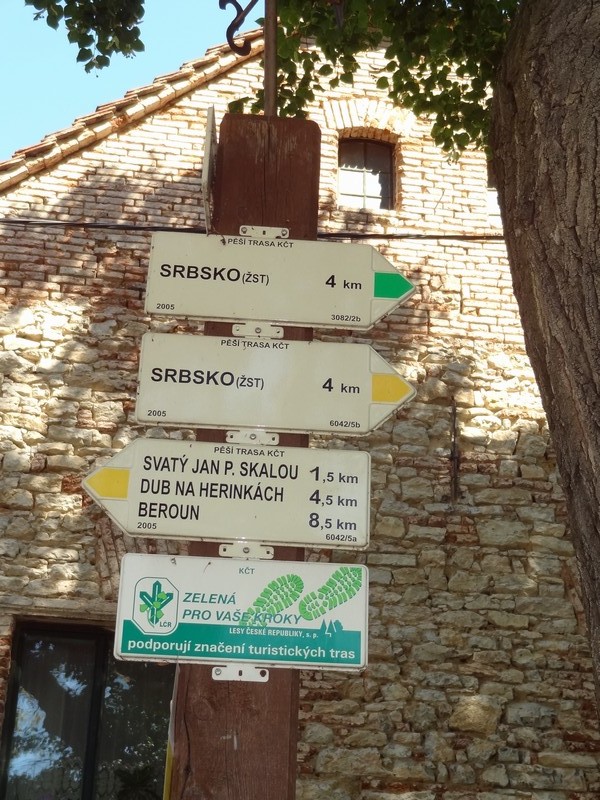 PĚŠÍ TRASA KČT
SRBSKO (ŽST) 4 km
2005 3082/2b
PĚŠÍ TRASA KČT
SRBSKO (ŽST) 4 km
2005 6042/5b
PĚŠÍ TRASA KČT
SVATÝ JAN P. SKALOU 1,5 km
DUB NA HERINKÁCH 4,5 km
BEROUN 8,5 km
2005 6042/5a
KČT
LČR
ZELENÁ
PRO VAŠE KROKY
LESY ČESKÉ REPUBLIKY, s. p.
podporují značení turistických tras